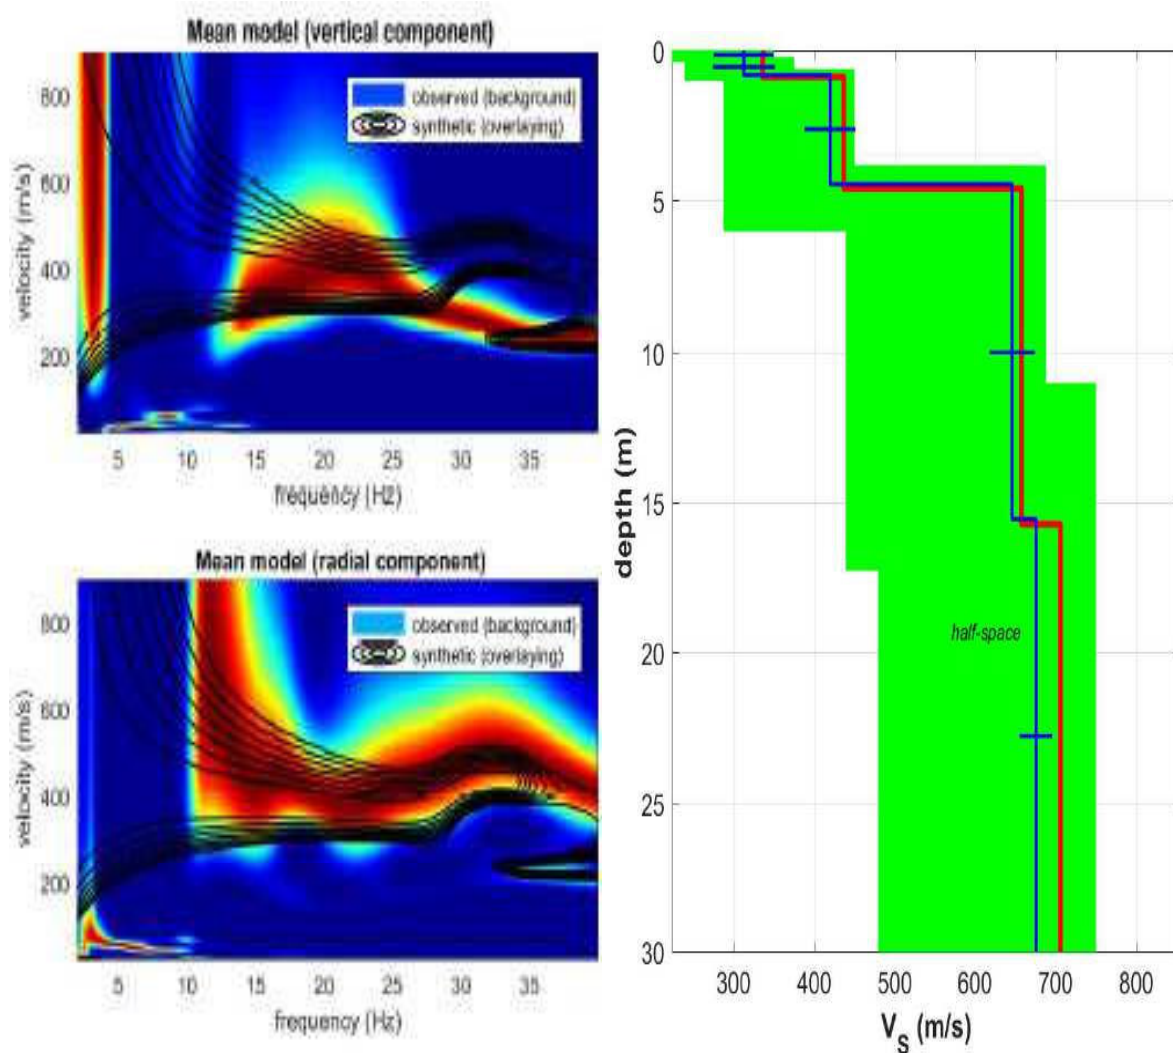 Mean model (vertical component)
observed (background)
synthetic (overlaying)
800
600
400
200
velocity (m/s)
5 10 15 20 25 30 35
frequency (Hz)
Mean model (radial component)
observed (background)
synthetic (overlaying)
800
600
400
200
velocity (m/s)
5 10 15 20 25 30 35
frequency (Hz)
0
5
10
15
20
25
30
depth (m)
half-space
300 400 500 600 700 800
V_S (m/s)